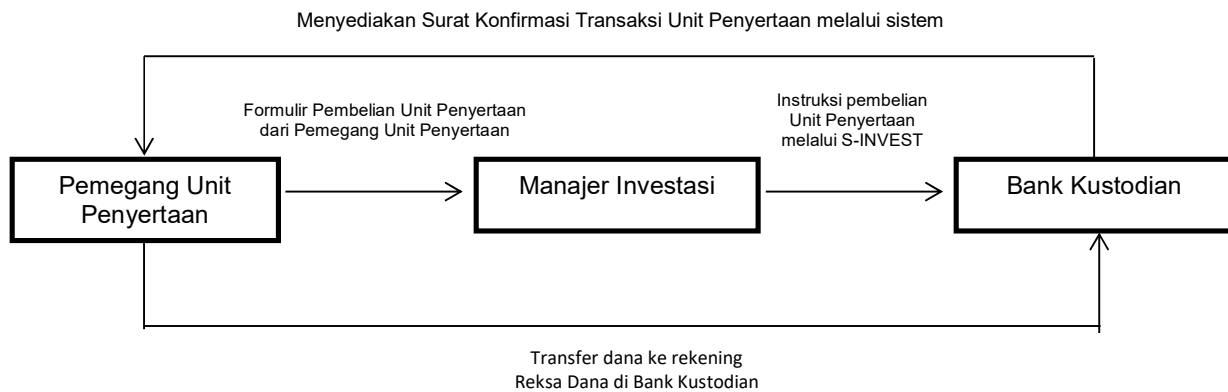 Menyediakan Surat Konfirmasi Transaksi Unit Penyertaan melalui sistem
Formulir Pembelian Unit Penyertaan
dari Pemegang Unit Penyertaan
Instruksi pembelian
Unit Penyertaan
melalui S-INVEST
Pemegang Unit
Penyertaan
Manajer Investasi
Bank Kustodian
Transfer dana ke rekening
Reksa Dana di Bank Kustodian